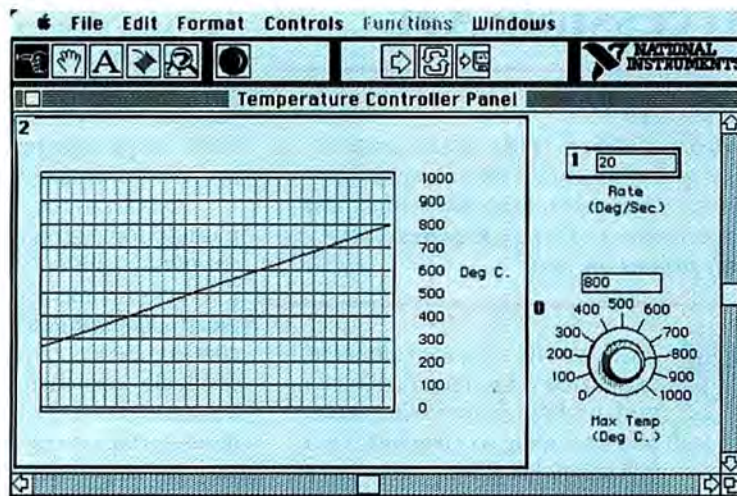 File Edit Format Controls Functions Windows
A
NATIONAL
INSTRUMENTS
Temperature Controller Panel
2
1000
900
800
700
600
500
400
300
200
100
0
Deg C.
1
20
Rate
(Deg/Sec)
800
0
0
100
200
300
400
500
600
700
800
900
1000
Max Temp
(Deg C.)